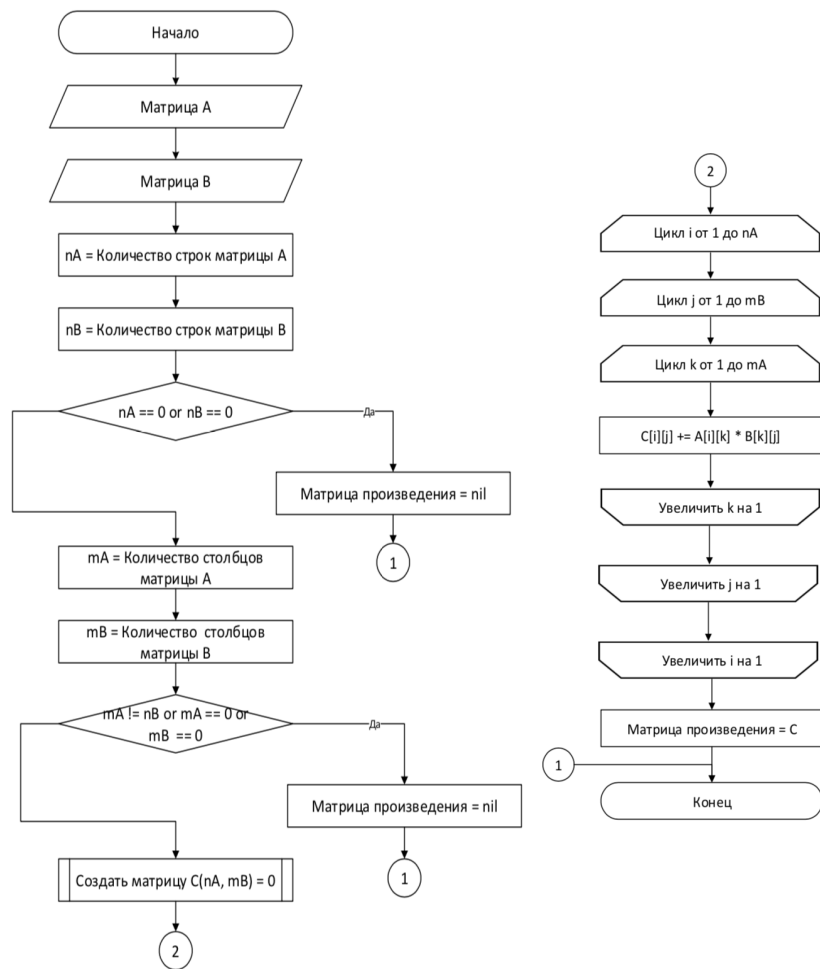 Начало
Матрица A
Матрица B
nA = Количество строк матрицы A
nB = Количество строк матрицы B
nA == 0 or nB == 0
Да
Матрица произведения = nil
1
mA = Количество столбцов
матрицы A
mB = Количество столбцов
матрицы B
mA != nB or mA == 0 or
mB == 0
Да
Матрица произведения = nil
1
Создать матрицу C(nA, mB) = 0
2
2
Цикл i от 1 до nA
Цикл j от 1 до mB
Цикл k от 1 до mA
C[i][j] += A[i][k] * B[k][j]
Увеличить k на 1
Увеличить j на 1
Увеличить i на 1
Матрица произведения = C
1
Конец